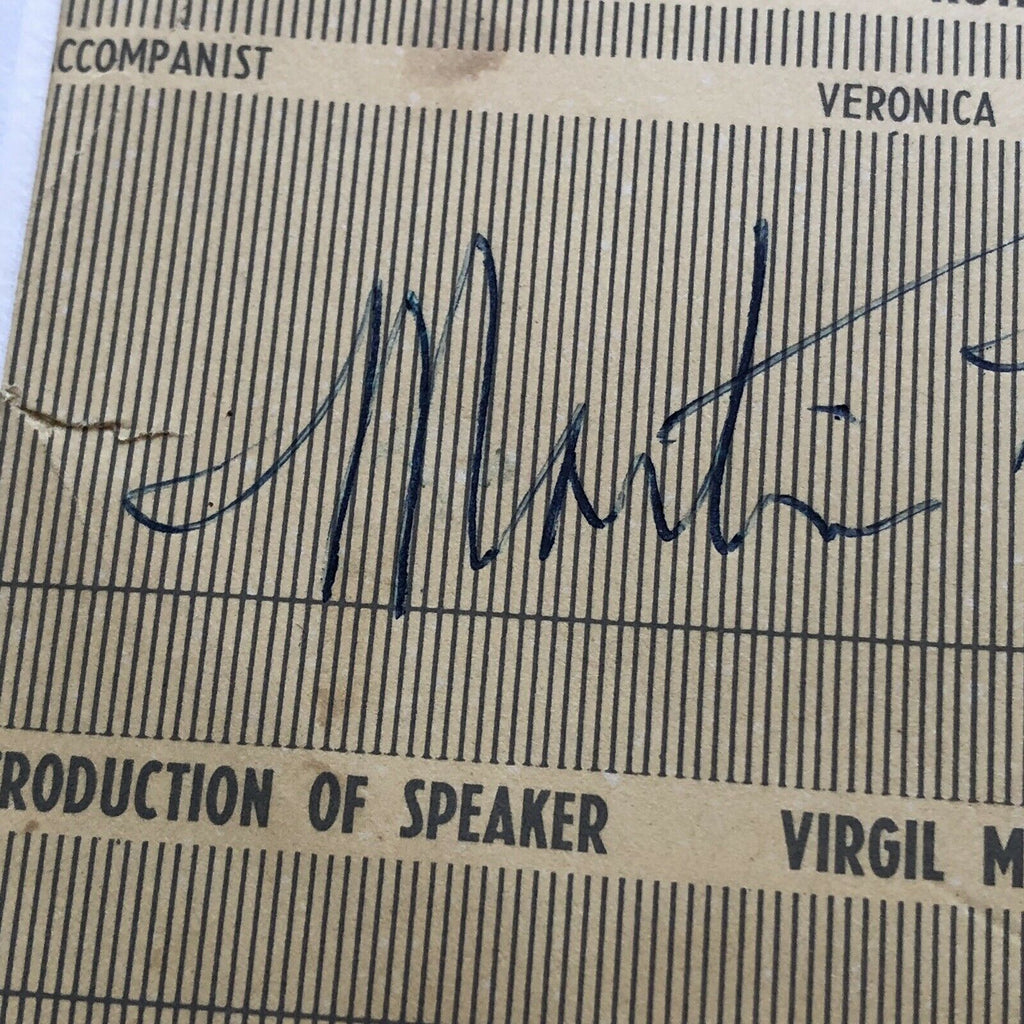 CCOMPANIST
VERONICA
Martin
RODUCTION OF SPEAKER VIRGIL M